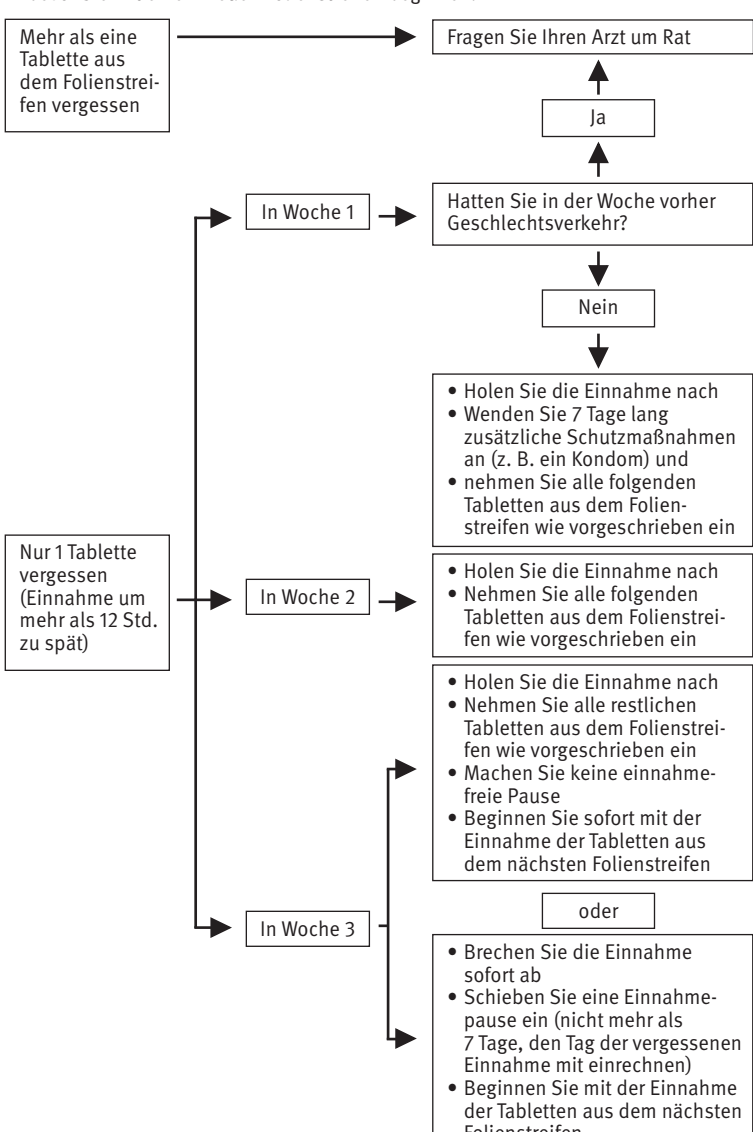 Mehr als eine
Tablette aus
dem Folienstrei-
fen vergessen
Fragen Sie Ihren Arzt um Rat
Ja
In Woche 1
Hatten Sie in der Woche vorher
Geschlechtsverkehr?
Nein
• Holen Sie die Einnahme nach
• Wenden Sie 7 Tage lang
zusätzliche Schutzmaßnahmen
an (z. B. ein Kondom) und
• nehmen Sie alle folgenden
Tabletten aus dem Folien-
streifen wie vorgeschrieben ein
Nur 1 Tablette
vergessen
(Einnahme um
mehr als 12 Std.
zu spät)
In Woche 2
• Holen Sie die Einnahme nach
• Nehmen Sie alle folgenden
Tabletten aus dem Folienstrei-
fen wie vorgeschrieben ein
• Holen Sie die Einnahme nach
• Nehmen Sie alle restlichen
Tabletten aus dem Folienstrei-
fen wie vorgeschrieben ein
• Machen Sie keine einnahme-
freie Pause
• Beginnen Sie sofort mit der
Einnahme der Tabletten aus
dem nächsten Folienstreifen
In Woche 3
oder
• Brechen Sie die Einnahme
sofort ab
• Schieben Sie eine Einnahme-
pause ein (nicht mehr als
7 Tage, den Tag der vergessenen
Einnahme mit einrechnen)
• Beginnen Sie mit der Einnahme
der Tabletten aus dem nächsten
Folienstreifen